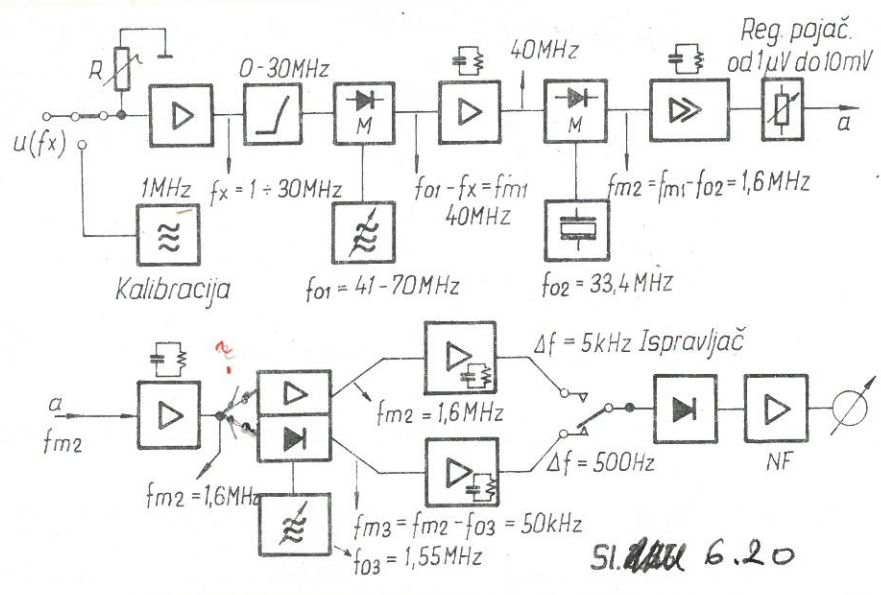 Reg. pojač.
od 1µV do 10mV
0-30MHz
40MHz
R
M
M
a
u(fx)
1MHz
fx = 1 ÷ 30MHz
fo1 - fx = fm1
40MHz
fm2 = fm1 - fo2 = 1,6MHz
Kalibracija
fo1 = 41 - 70MHz
fo2 = 33,4MHz
?
Δf = 5kHz Ispravljač
a
fm2
fm2 = 1,6MHz
fm2 = 1,6MHz
Δf = 500Hz
NF
fm3 = fm2 - fo3 = 50kHz
fo3 = 1,55MHz
Sl. 6.20